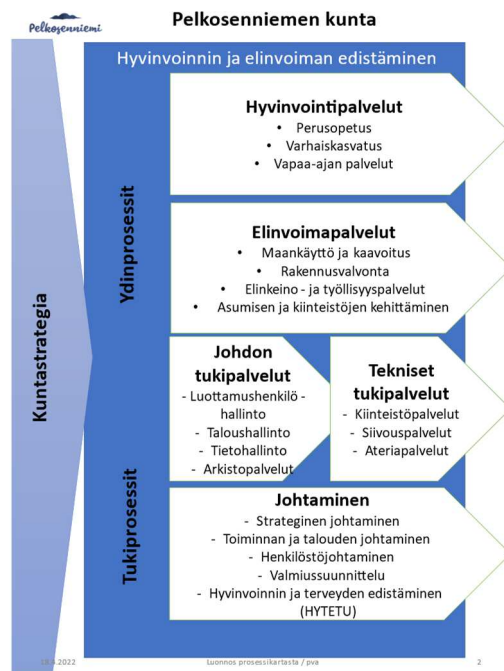 Pelkosenniemi
Pelkosenniemen kunta
Hyvinvoinnin ja elinvoiman edistäminen
Kuntastrategia
Ydinprosessit
Hyvinvointipalvelut
• Perusopetus
• Varhaiskasvatus
• Vapaa-ajan palvelut
Elinvoimapalvelut
• Maankäyttö ja kaavoitus
• Rakennusvalvonta
• Elinkeino - ja työllisyyspalvelut
• Asumisen ja kiinteistöjen kehittäminen
Tukiprosessit
Johdon
tukipalvelut
- Luottamushenkilö -
hallinto
- Taloushallinto
- Tietohallinto
- Arkistopalvelut
Tekniset
tukipalvelut
- Kiinteistöpalvelut
- Siivouspalvelut
- Ateriapalvelut
Johtaminen
- Strateginen johtaminen
- Toiminnan ja talouden johtaminen
- Henkilöstöjohtaminen
- Valmiussuunnittelu
- Hyvinvoinnin ja terveyden edistäminen
(HYTETU)
Luonnos prosessikartasta / pva
2